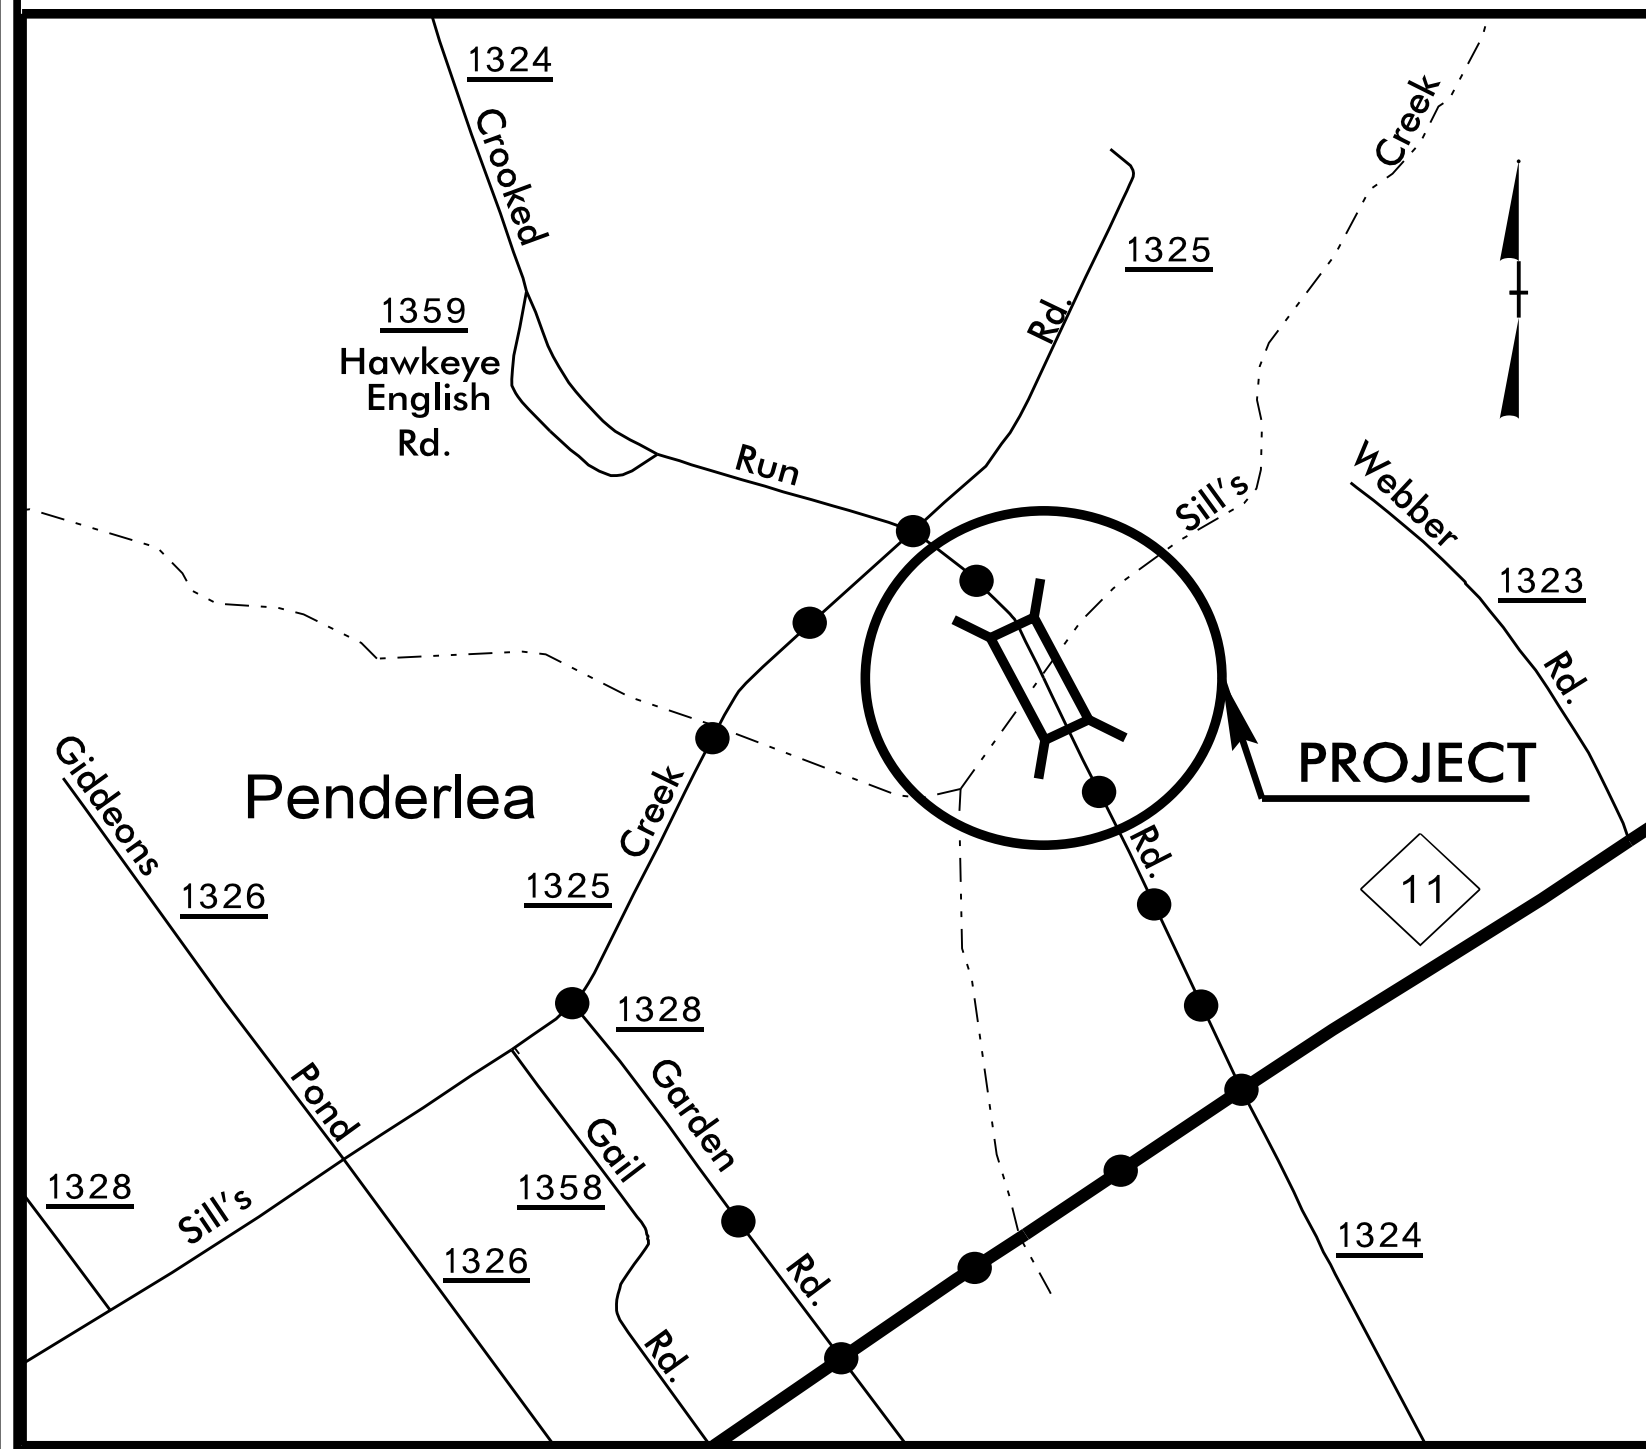 1324
Crooked
Creek
1325
Rd.
1359
Hawkeye
English
Rd.
Run
Sill's
Webber
1323
Rd.
Giddeons
Penderlea
PROJECT
Creek
Rd.
1326
1325
11
1328
Pond
Garden
Gail
1328
Sill's
1358
1326
Rd.
1324
Rd.